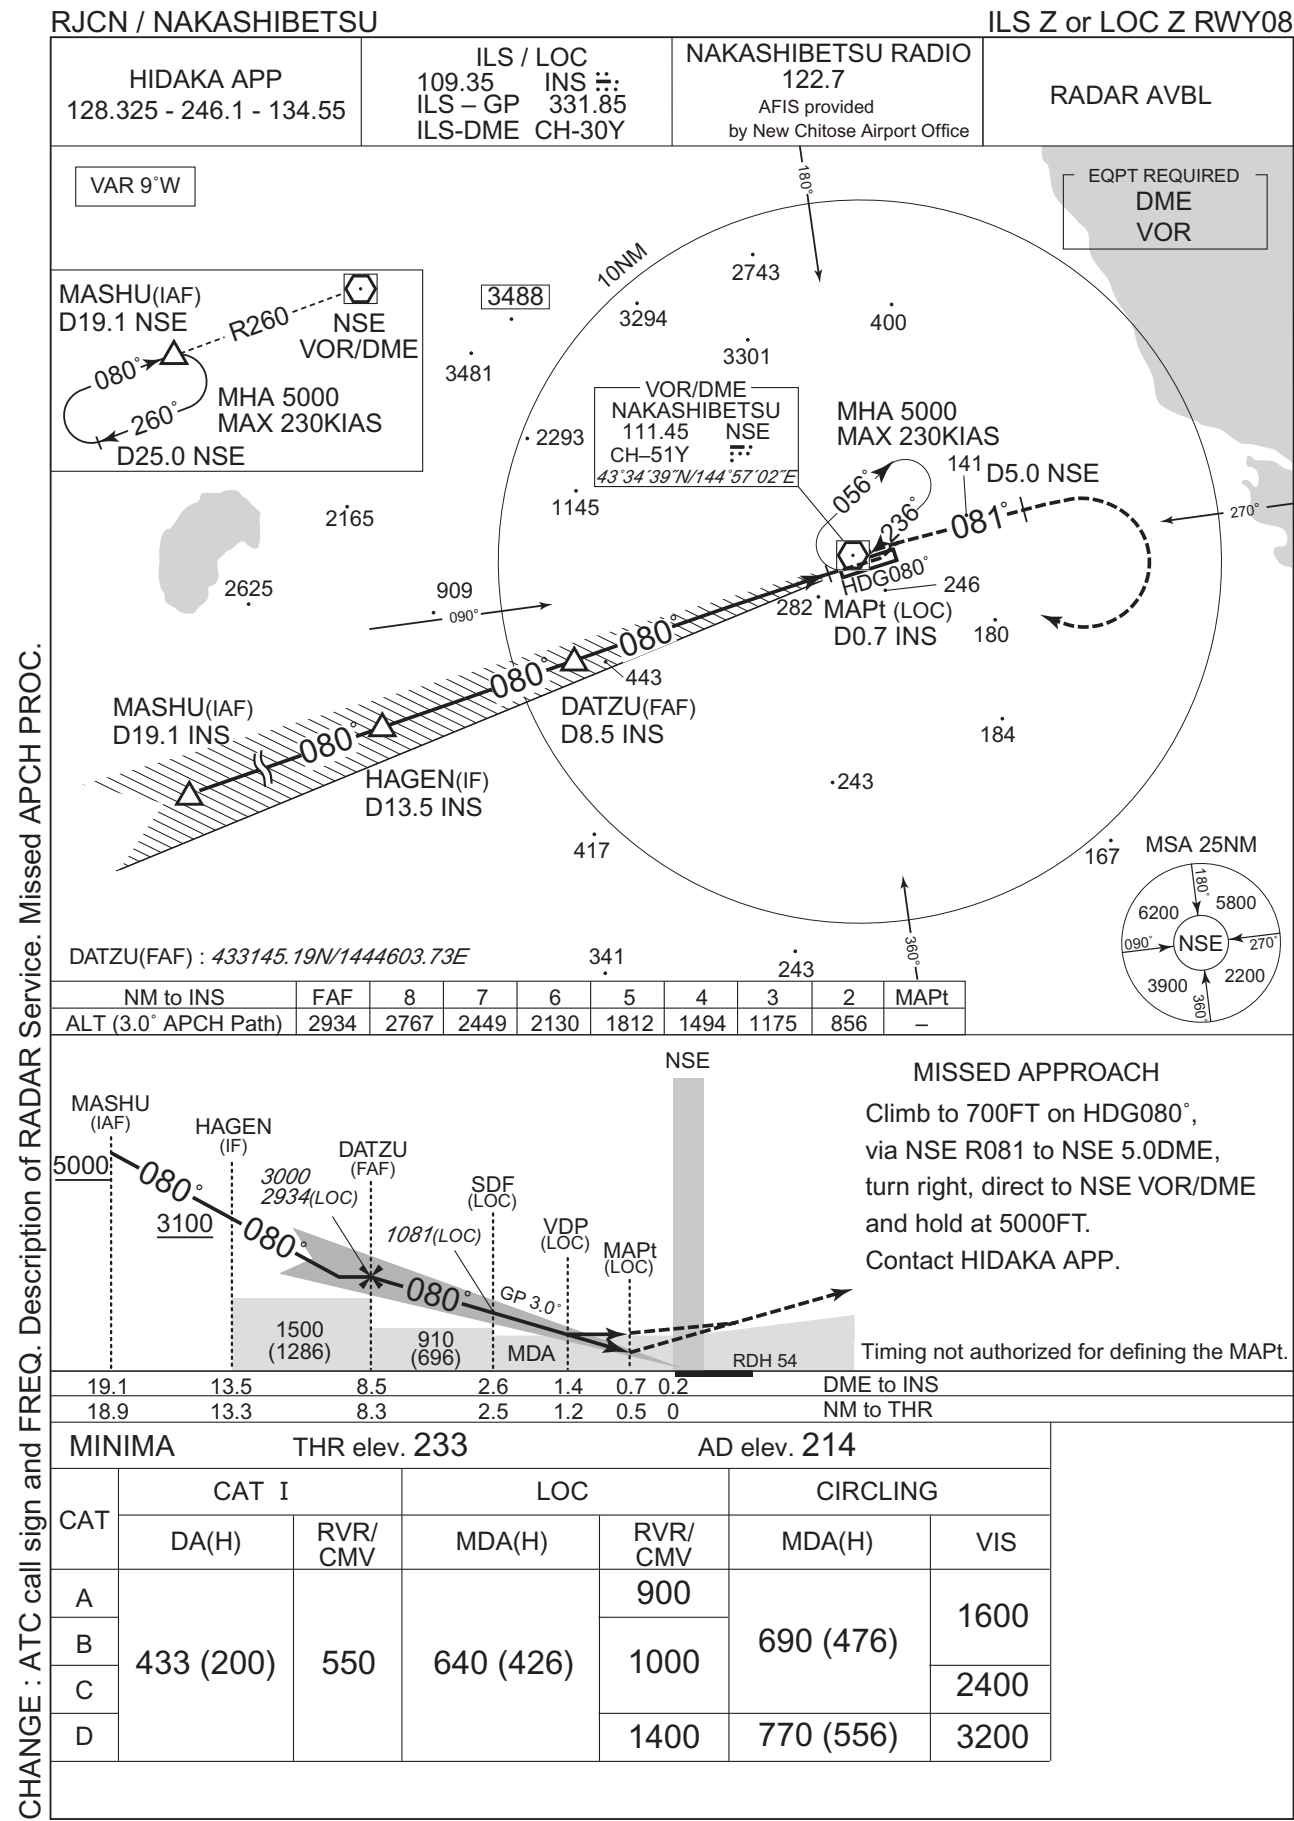 RJCN / NAKASHIBETSU
ILS Z or LOC Z RWY08
HIDAKA APP
128.325 - 246.1 - 134.55
ILS / LOC
109.35 INS
ILS – GP 331.85
ILS-DME CH-30Y
NAKASHIBETSU RADIO
122.7
AFIS provided
by New Chitose Airport Office
RADAR AVBL
VAR 9°W
EQPT REQUIRED
DME
VOR
180°
10NM
MASHU(IAF)
D19.1 NSE
R260
NSE
VOR/DME
080°
260°
MHA 5000
MAX 230KIAS
D25.0 NSE
3488
3481
2743
3294
3301
400
VOR/DME
NAKASHIBETSU
111.45 NSE
CH–51Y
43°34′39″N/144°57′02″E
MHA 5000
MAX 230KIAS
2293
1145
2165
2625
909
090°
056°
236°
141
D5.0 NSE
081°
270°
HDG080°
246
282
MAPt (LOC)
D0.7 INS
180
080°
080°
443
DATZU(FAF)
D8.5 INS
MASHU(IAF)
D19.1 INS
080°
HAGEN(IF)
D13.5 INS
184
243
417
167
360°
MSA 25NM
180°
6200
5800
090°
NSE
270°
3900
2200
360°
DATZU(FAF) : 433145.19N/1444603.73E
341
243
NM to INS FAF 8 7 6 5 4 3 2 MAPt
ALT (3.0° APCH Path) 2934 2767 2449 2130 1812 1494 1175 856 –
NSE
MASHU
(IAF)
HAGEN
(IF)
DATZU
(FAF)
SDF
(LOC)
VDP
(LOC)
MAPt
(LOC)
5000
080°
3100
080°
3000
2934(LOC)
1081(LOC)
080°
GP 3.0°
1500
(1286)
910
(696)
MDA
RDH 54
MISSED APPROACH
Climb to 700FT on HDG080°,
via NSE R081 to NSE 5.0DME,
turn right, direct to NSE VOR/DME
and hold at 5000FT.
Contact HIDAKA APP.
Timing not authorized for defining the MAPt.
19.1 13.5 8.5 2.6 1.4 0.7 0.2 DME to INS
18.9 13.3 8.3 2.5 1.2 0.5 0 NM to THR
MINIMA THR elev. 233 AD elev. 214
CAT
CAT I
LOC
CIRCLING
DA(H)
RVR/
CMV
MDA(H)
RVR/
CMV
MDA(H)
VIS
A
B
C
D
433 (200)
550
640 (426)
900
1000
1400
690 (476)
770 (556)
1600
2400
3200
CHANGE : ATC call sign and FREQ. Description of RADAR Service. Missed APCH PROC.